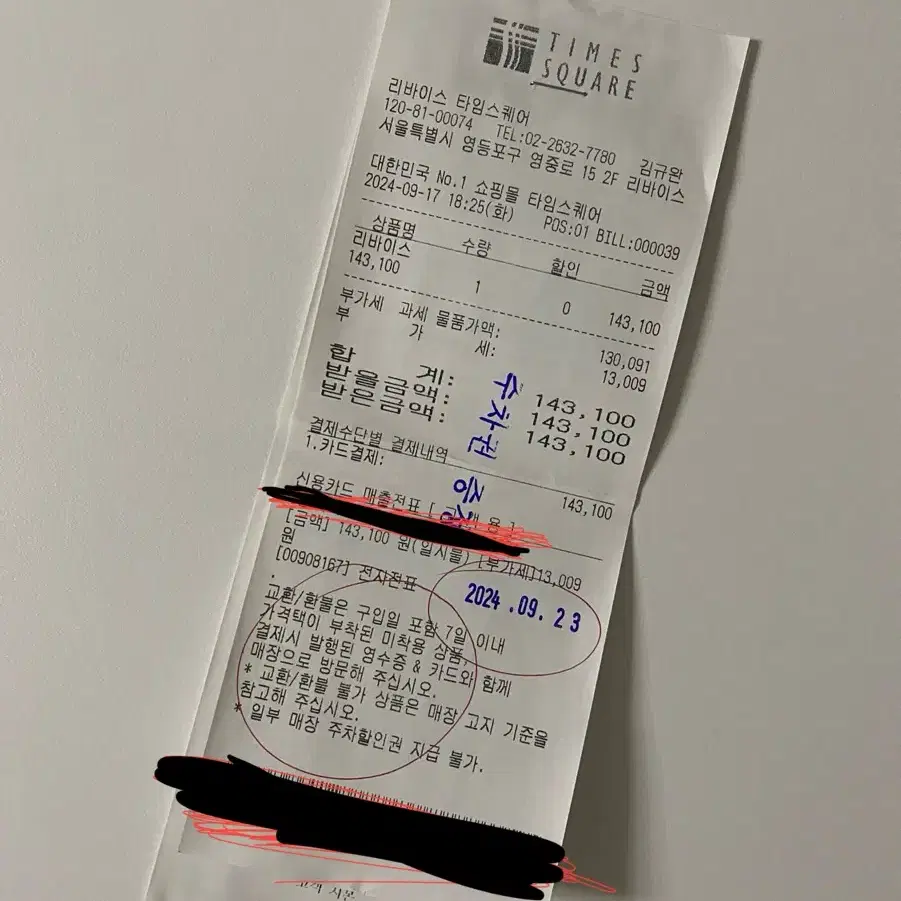 TIMES
SQUARE
리바이스 타임스퀘어
120-81-00074 TEL:02-2632-7780 김규완
서울특별시 영등포구 영중로 15 2F 리바이스
대한민국 No.1 쇼핑몰 타임스퀘어
2024-09-17 18:25(화) POS:01 BILL:000039
상품명 수량 할인 금액
리바이스
143,100 1 0 143,100
부가세 과세 물품가액: 130,091
부 가 세: 13,009
합 계: 143,100
받을금액: 143,100
받은금액: 143,100
주차권
결제수단별 결제내역
1.카드결제: 143,100
신용카드 매출전표 [ 용 ]
[금액] 143,100 원(일시불) [부가세]13,009
원
[00908167] 전자전표
2024.09.23
.
교환/환불은 구입일 포함 7일 이내
가격택이 부착된 미착용 상품,
결제시 발행된 영수증 & 카드와 함께
매장으로 방문해 주십시오.
* 교환/환불 불가 상품은 매장 고지 기준을
참고해 주십시오.
* 일부 매장 주차할인권 지급 불가.